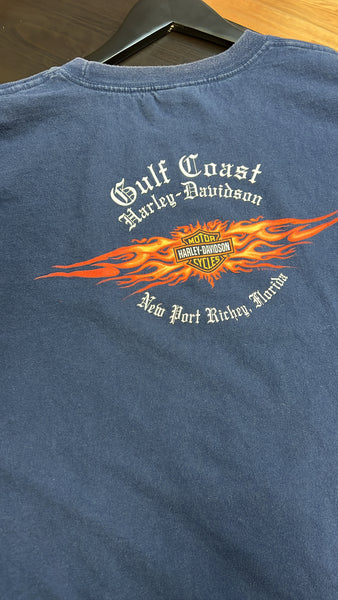 Gulf Coast
Harley-Davidson
MOTOR
HARLEY-DAVIDSON
CYCLES
New Port Richey, Florida